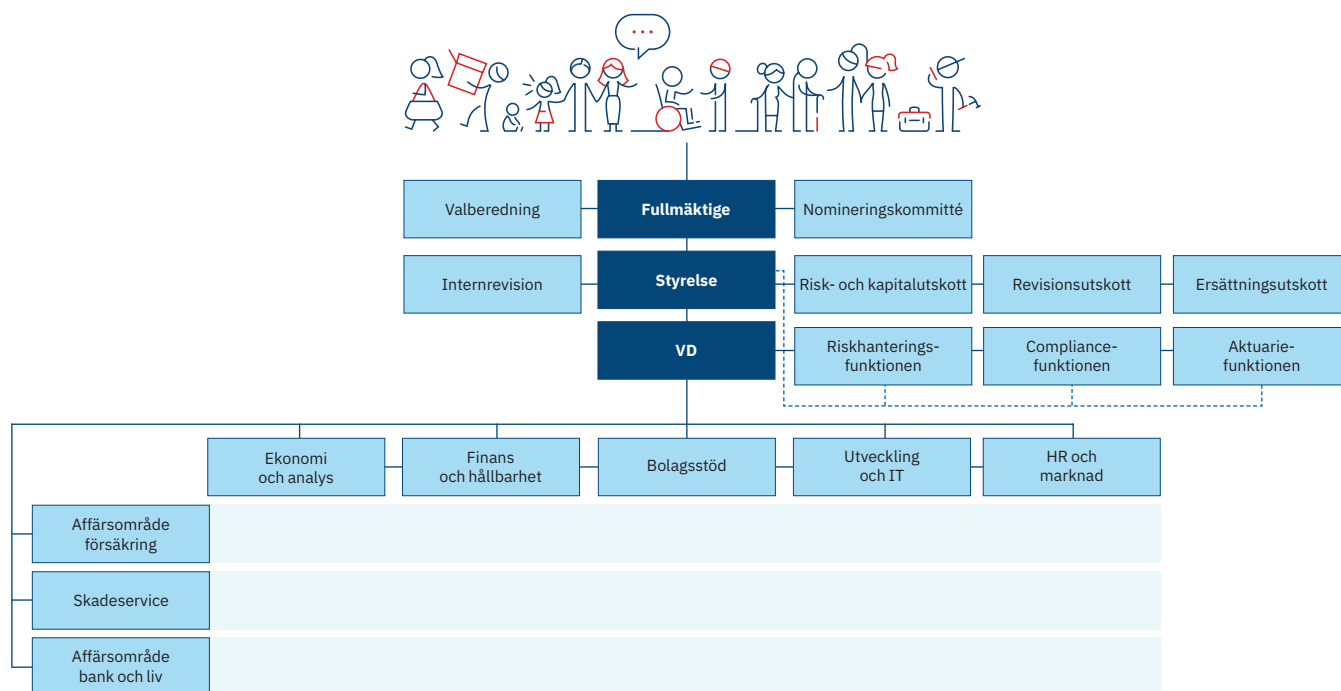 Valberedning
Fullmäktige
Nomineringskommitté
Internrevision
Styrelse
Risk- och kapitalutskott
Revisionsutskott
Ersättningsutskott
VD
Riskhanterings-
funktionen
Compliance-
funktionen
Aktuarie-
funktionen
Ekonomi
och analys
Finans
och hållbarhet
Bolagsstöd
Utveckling
och IT
HR och
marknad
Affärsområde
försäkring
Skadeservice
Affärsområde
bank och liv